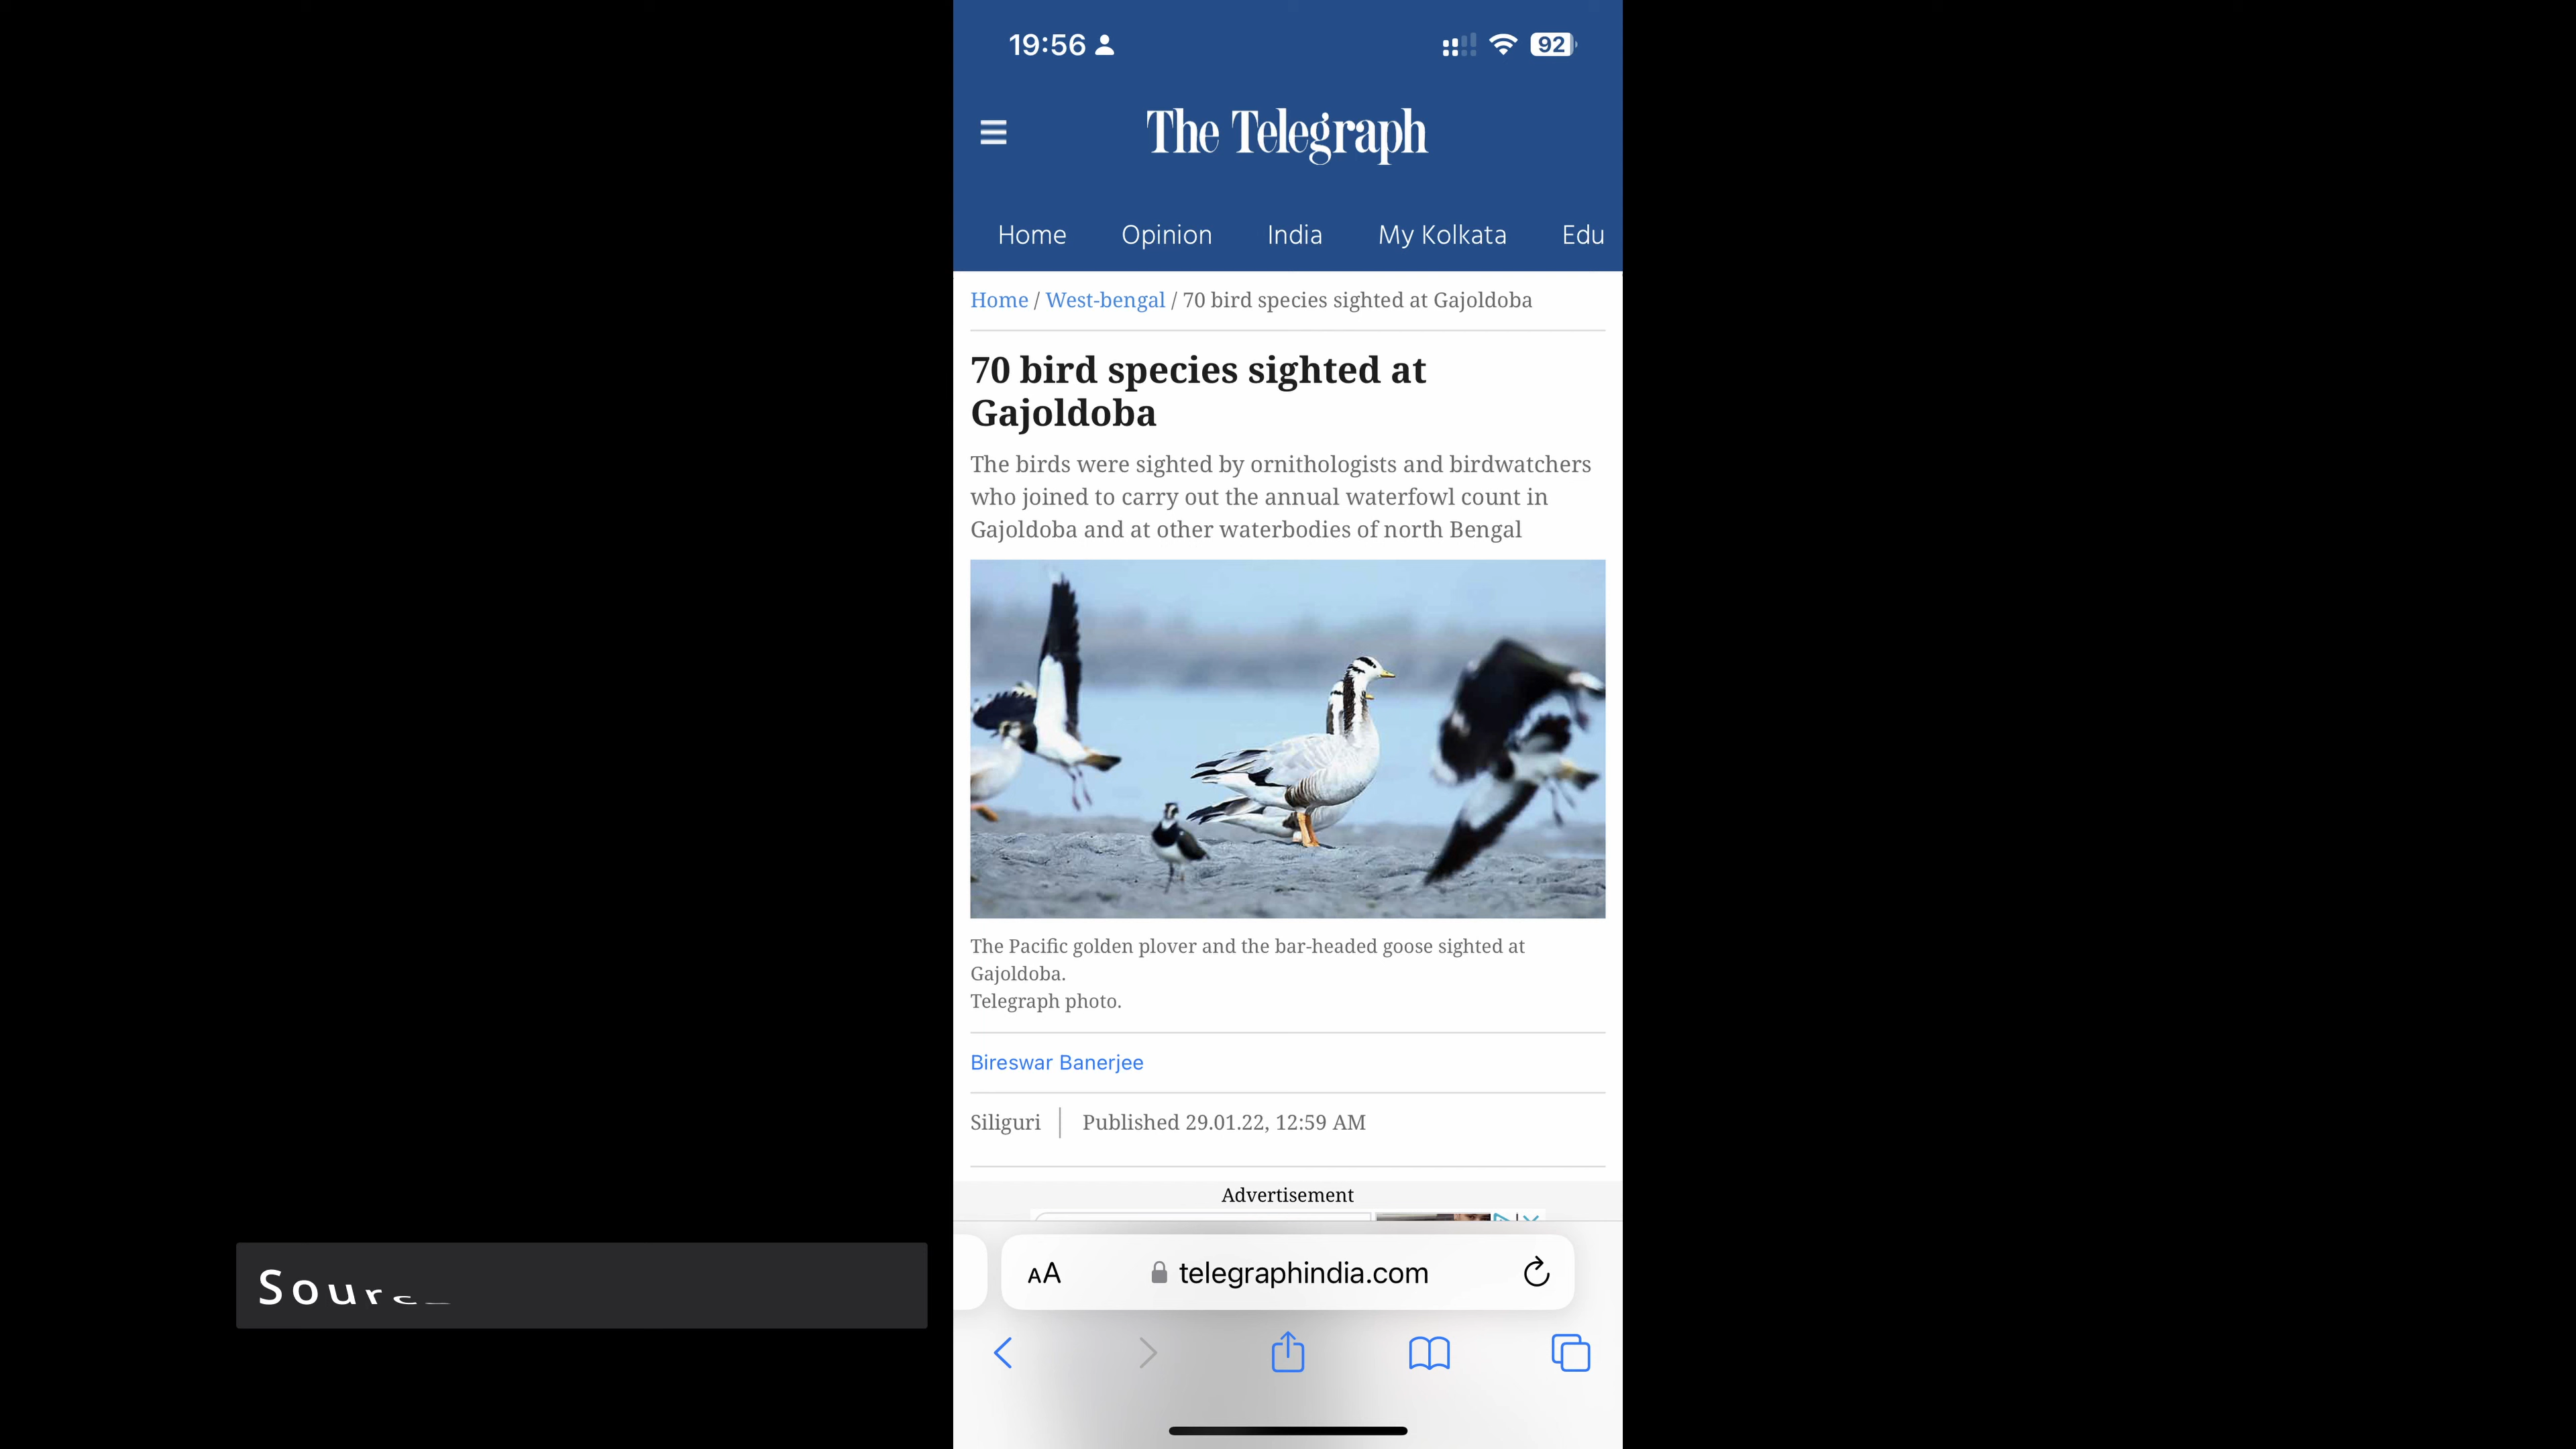 19:56
92
The Telegraph
Home Opinion India My Kolkata Edu
Home / West-bengal / 70 bird species sighted at Gajoldoba
70 bird species sighted at
Gajoldoba
The birds were sighted by ornithologists and birdwatchers
who joined to carry out the annual waterfowl count in
Gajoldoba and at other waterbodies of north Bengal
The Pacific golden plover and the bar-headed goose sighted at
Gajoldoba.
Telegraph photo.
Bireswar Banerjee
Siliguri | Published 29.01.22, 12:59 AM
Advertisement
Sourc
AA telegraphindia.com